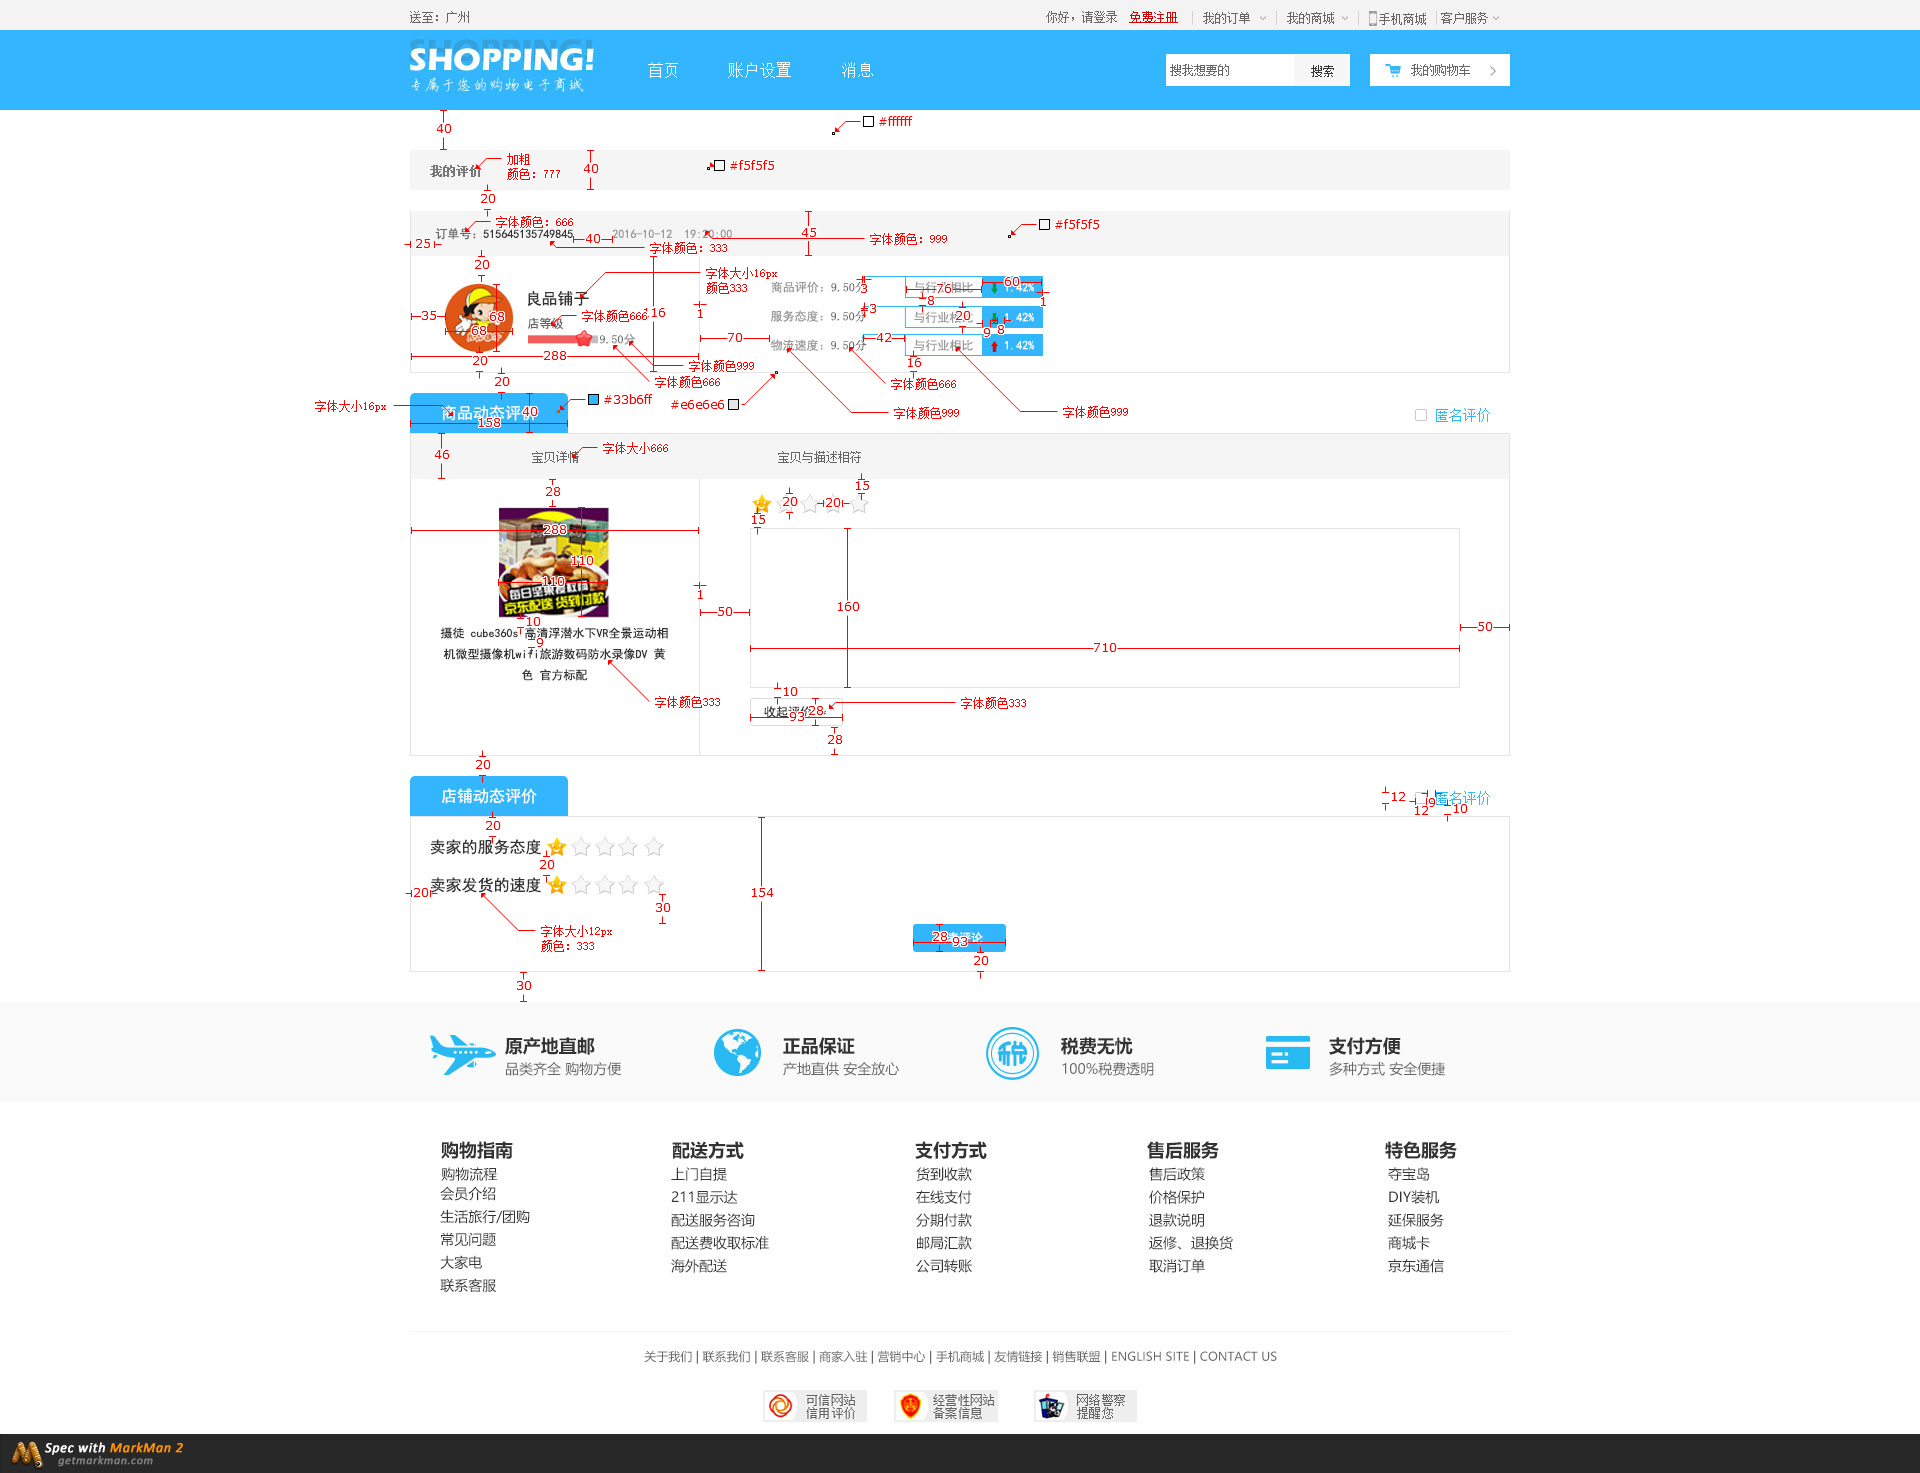 送至：广州
你好，请登录 免费注册 我的订单 我的商城 手机商城 客户服务
SHOPPING!
专属于您的购物电子商城
首页 账户设置 消息
搜我想要的 搜索 我的购物车
40
#ffffff
我的评价
加粗
颜色：777
40
#f5f5f5
20
字体颜色：666
订单号：515645135749845
25
40
2016-10-12 19:20:00
字体颜色：333
45
字体颜色：999
#f5f5f5
20
字体大小16px
颜色333
良品铺子
店等级
字体颜色666
9.50分
35
68
68
288
20
116
1
70
商品评价：9.50分
服务态度：9.50分
物流速度：9.50分
3
3
42
与行业相比 1.42%
与行业相比 1.42%
与行业相比 1.42%
76
60
8
20
9
8
1
16
字体颜色999
字体颜色666
#e6e6e6
字体颜色666
字体颜色999
字体颜色999
20
字体大小16px
商品动态评价
40
158
#33b6ff
匿名评价
46
宝贝详情
字体大小666
宝贝与描述相符
28
288
110
110
10
9
摄徒 cube360s 高清浮潜水下VR全景运动相
机微型摄像机wifi旅游数码防水录像DV 黄
色 官方标配
字体颜色333
20
20
15
15
1
50
160
710
50
10
收起评价
28
93
字体颜色333
28
20
店铺动态评价
匿名评价
12
12
9
10
20
卖家的服务态度
20
卖家发货的速度
20
30
字体大小12px
颜色：333
154
28
93
20
30
原产地直邮
品类齐全 购物方便
正品保证
产地直供 安全放心
税
税费无忧
100%税费透明
支付方便
多种方式 安全便捷
购物指南
购物流程
会员介绍
生活旅行/团购
常见问题
大家电
联系客服
配送方式
上门自提
211显示达
配送服务咨询
配送费收取标准
海外配送
支付方式
货到收款
在线支付
分期付款
邮局汇款
公司转账
售后服务
售后政策
价格保护
退款说明
返修、退换货
取消订单
特色服务
夺宝岛
DIY装机
延保服务
商城卡
京东通信
关于我们 | 联系我们 | 联系客服 | 商家入驻 | 营销中心 | 手机商城 | 友情链接 | 销售联盟 | ENGLISH SITE | CONTACT US
可信网站
信用评价
经营性网站
备案信息
网络警察
提醒您
Spec with MarkMan 2
getmarkman.com